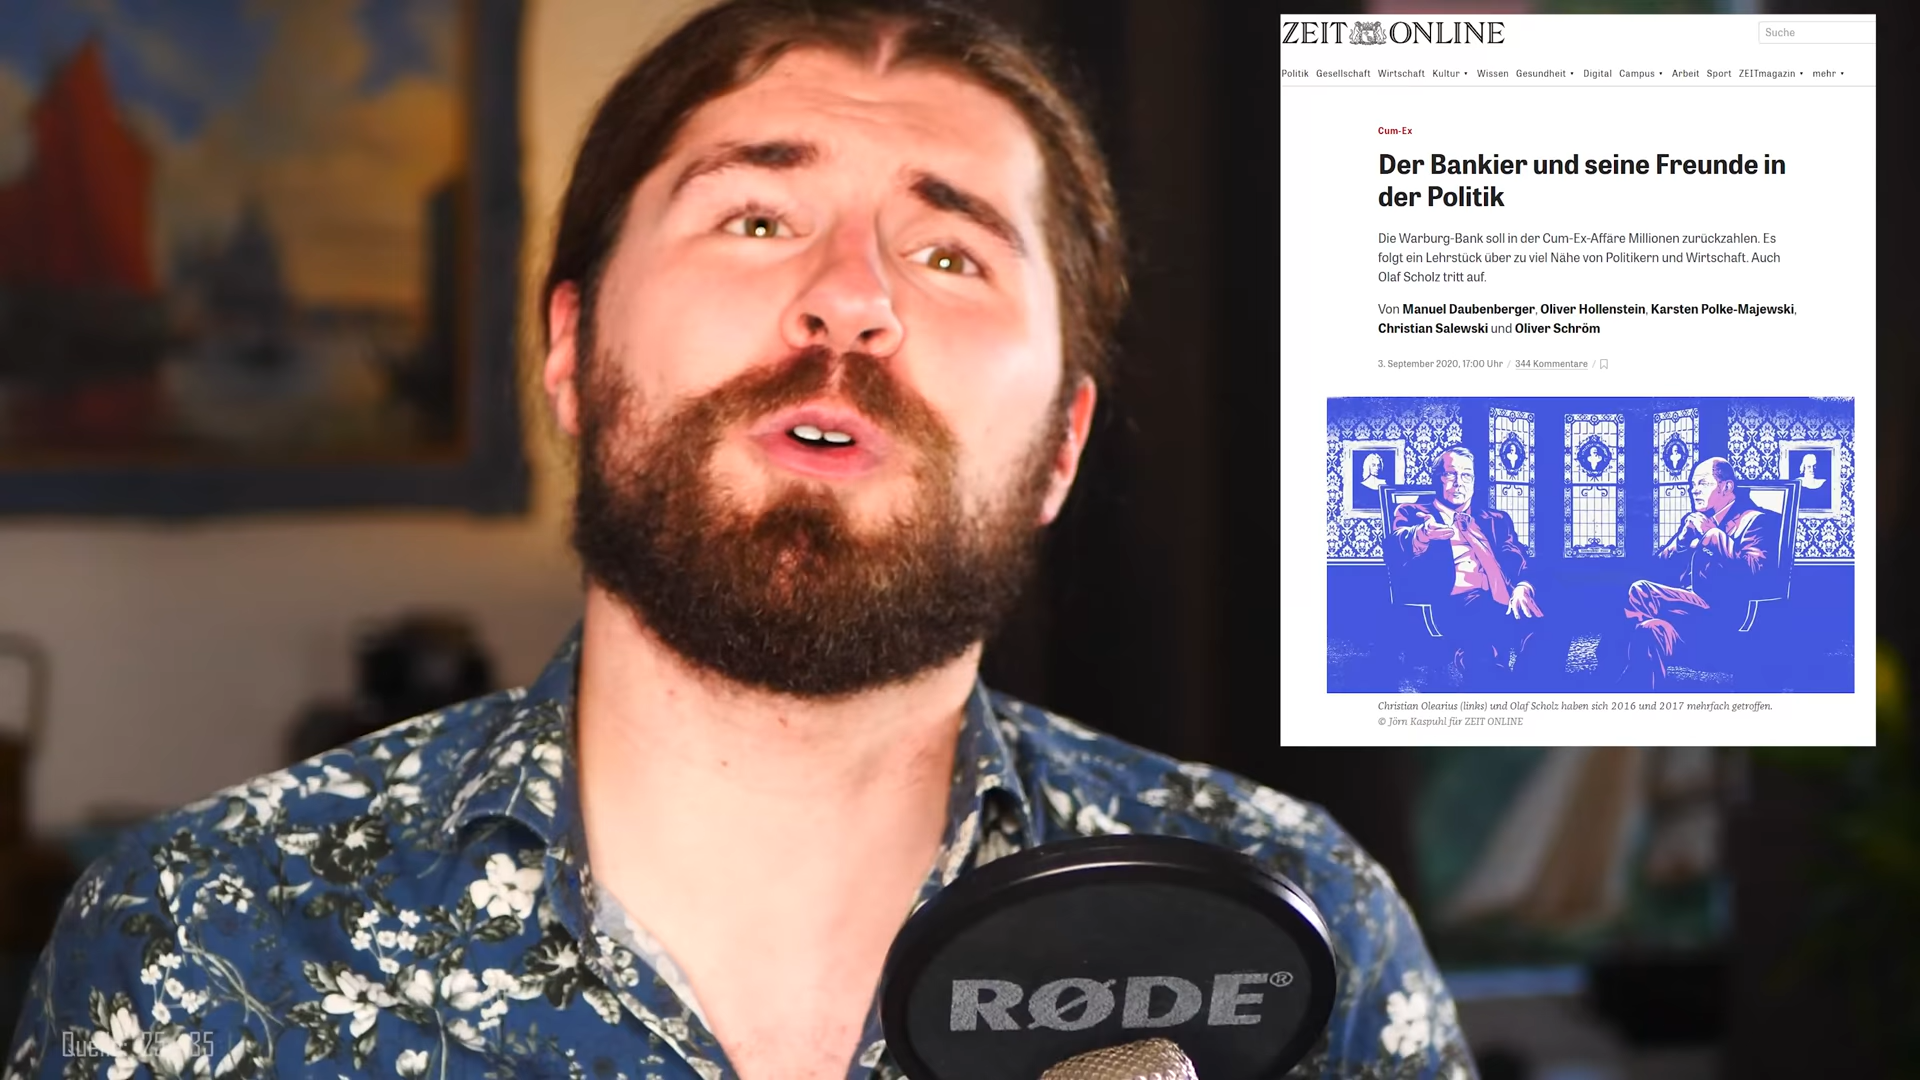 ZEIT ONLINE
Suche
Politik Gesellschaft Wirtschaft Kultur Wissen Gesundheit Digital Campus Arbeit Sport ZEITmagazin mehr
Cum-Ex
Der Bankier und seine Freunde in
der Politik
Die Warburg-Bank soll in der Cum-Ex-Affäre Millionen zurückzahlen. Es
folgt ein Lehrstück über zu viel Nähe von Politikern und Wirtschaft. Auch
Olaf Scholz tritt auf.
Von Manuel Daubenberger, Oliver Hollenstein, Karsten Polke-Majewski,
Christian Salewski und Oliver Schröm
3. September 2020, 17:00 Uhr / 344 Kommentare /
Christian Olearius (links) und Olaf Scholz haben sich 2016 und 2017 mehrfach getroffen.
© Jörn Kaspuhl für ZEIT ONLINE
RØDE®